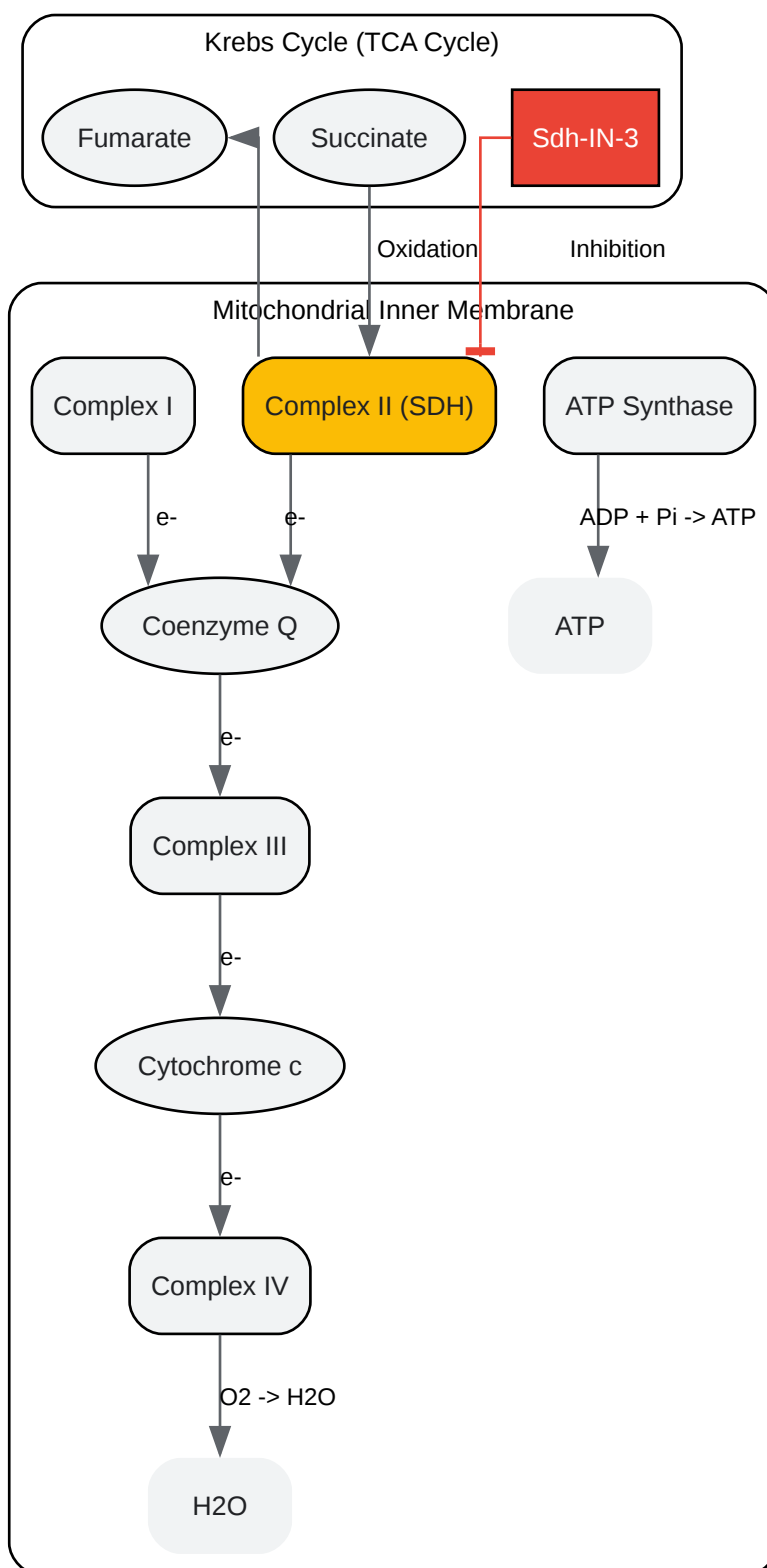 Krebs Cycle (TCA Cycle)
Fumarate
Succinate
Sdh-IN-3
Oxidation
Inhibition
Mitochondrial Inner Membrane
Complex I
Complex II (SDH)
ATP Synthase
e-
e-
ADP + Pi -> ATP
Coenzyme Q
ATP
e-
Complex III
e-
Cytochrome c
e-
Complex IV
O2 -> H2O
H2O